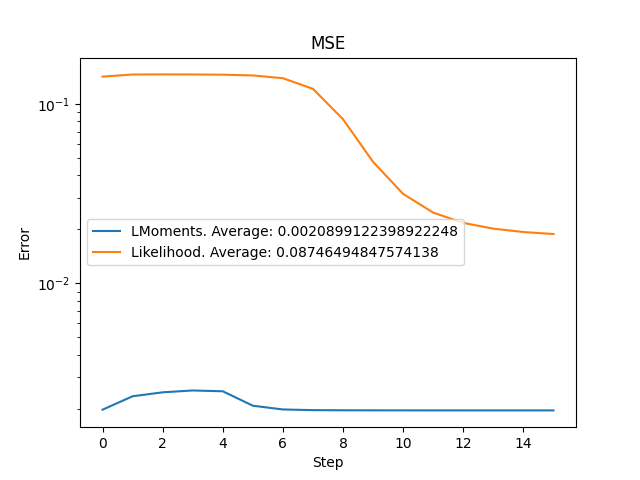 MSE
10⁻¹
10⁻²
Error
LMoments. Average: 0.0020899122398922248
Likelihood. Average: 0.08746494847574138
0 2 4 6 8 10 12 14
Step